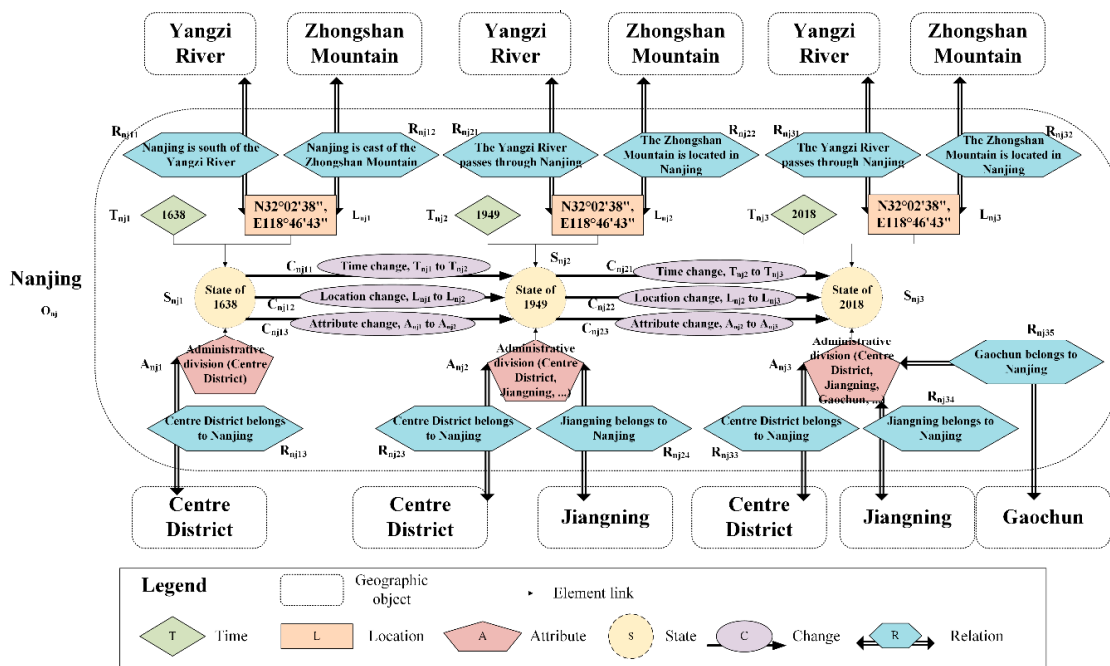 Yangzi
River
Zhongshan
Mountain
Yangzi
River
Zhongshan
Mountain
Yangzi
River
Zhongshan
Mountain
Rnj11
Nanjing is south of the
Yangzi River
Rnj12
Nanjing is east of the
Zhongshan Mountain
Rnj21
The Yangzi River
passes through Nanjing
Rnj22
The Zhongshan
Mountain is located in
Nanjing
Rnj31
The Yangzi River
passes through Nanjing
Rnj32
The Zhongshan
Mountain is located in
Nanjing
Tnj1
1638
N32°02'38",
E118°46'43"
Lnj1
Tnj2
1949
N32°02'38",
E118°46'43"
Lnj2
Tnj3
2018
N32°02'38",
E118°46'43"
Lnj3
Nanjing
Onj
Snj1
State of
1638
Cnj11
Time change, Tnj1 to Tnj2
Cnj12
Location change, Lnj1 to Lnj2
Cnj13
Attribute change, Anj1 to Anj1
Snj2
State of
1949
Cnj21
Time change, Tnj2 to Tnj3
Cnj22
Location change, Lnj2 to Lnj3
Cnj23
Attribute change, Anj2 to Anj3
State of
2018
Snj3
Anj1
Administrative
division (Centre
District)
Anj2
Administrative
division (Centre
District,
Jiangning, ...)
Anj3
Administrative
division (Centre
District,
Jiangning,
Gaochun, ...)
Rnj35
Gaochun belongs to
Nanjing
Centre District belongs
to Nanjing
Rnj13
Centre District belongs
to Nanjing
Rnj23
Jiangning belongs to
Nanjing
Rnj24
Centre District belongs
to Nanjing
Rnj33
Rnj34
Jiangning belongs to
Nanjing
Centre
District
Centre
District
Jiangning
Centre
District
Jiangning
Gaochun
Legend
Geographic
object
Element link
T
Time
L
Location
A
Attribute
S
State
C
Change
R
Relation